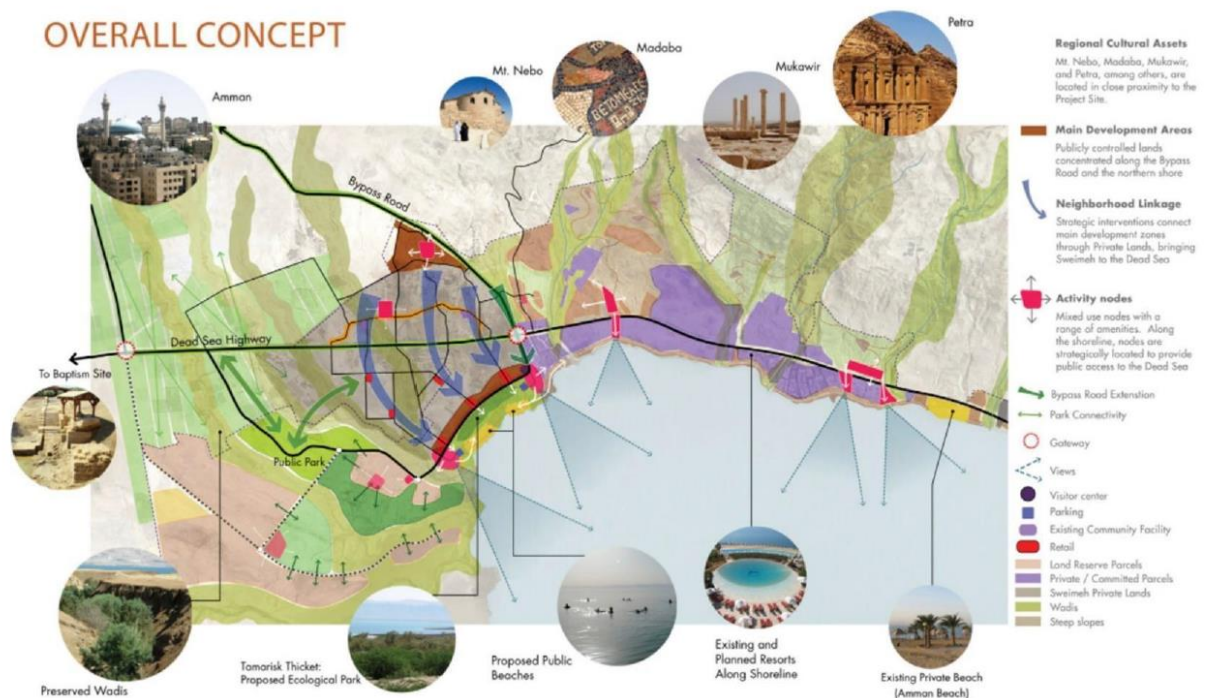 OVERALL CONCEPT
Amman
Mt. Nebo
Madaba
Mukawir
Petra
Bypass Road
Dead Sea Highway
To Baptism Site
Public Park
Preserved Wadis
Tamarisk Thicket:
Proposed Ecological Park
Proposed Public
Beaches
Existing and
Planned Resorts
Along Shoreline
Existing Private Beach
(Amman Beach)
Regional Cultural Assets
Mt. Nebo, Madaba, Mukawir,
and Petra, among others, are
located in close proximity to the
Project Site.
Main Development Areas
Publicly controlled lands
concentrated along the Bypass
Road and the northern shore
Neighborhood Linkage
Strategic interventions connect
main development zones
through Private Lands, bringing
Sweimeh to the Dead Sea
Activity nodes
Mixed use nodes with a
range of amenities. Along
the shoreline, nodes are
strategically located to provide
public access to the Dead Sea
Bypass Road Extenstion
Park Connectivity
Gateway
Views
Visitor center
Parking
Existing Community Facility
Retail
Land Reserve Parcels
Private / Committed Parcels
Sweimeh Private Lands
Wadis
Steep slopes